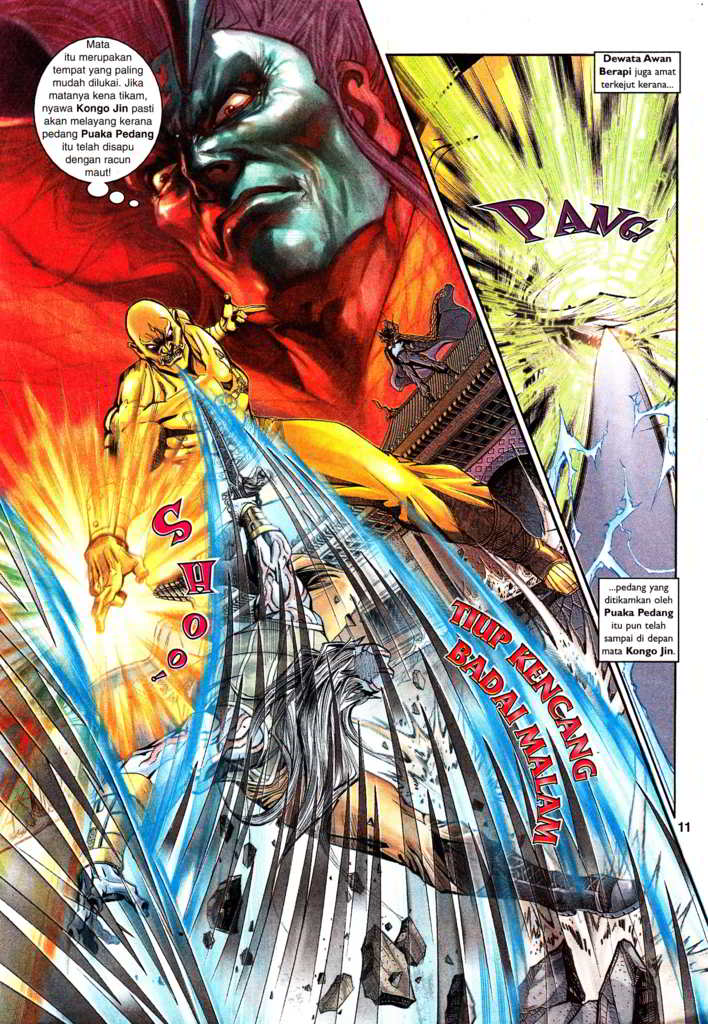 Mata
itu merupakan
tempat yang paling
mudah dilukai. Jika
matanya kena tikam,
nyawa Kongo Jin pasti
akan melayang kerana
pedang Puaka Pedang
itu telah disapu
dengan racun
maut!
Dewata Awan
Berapi juga amat
terkejut kerana...
PANG
SHOO!
TIUP KENCANG
BADAI MALAM
...pedang yang
ditikamkan oleh
Puaka Pedang
itu pun telah
sampai di depan
mata Kongo Jin.
11